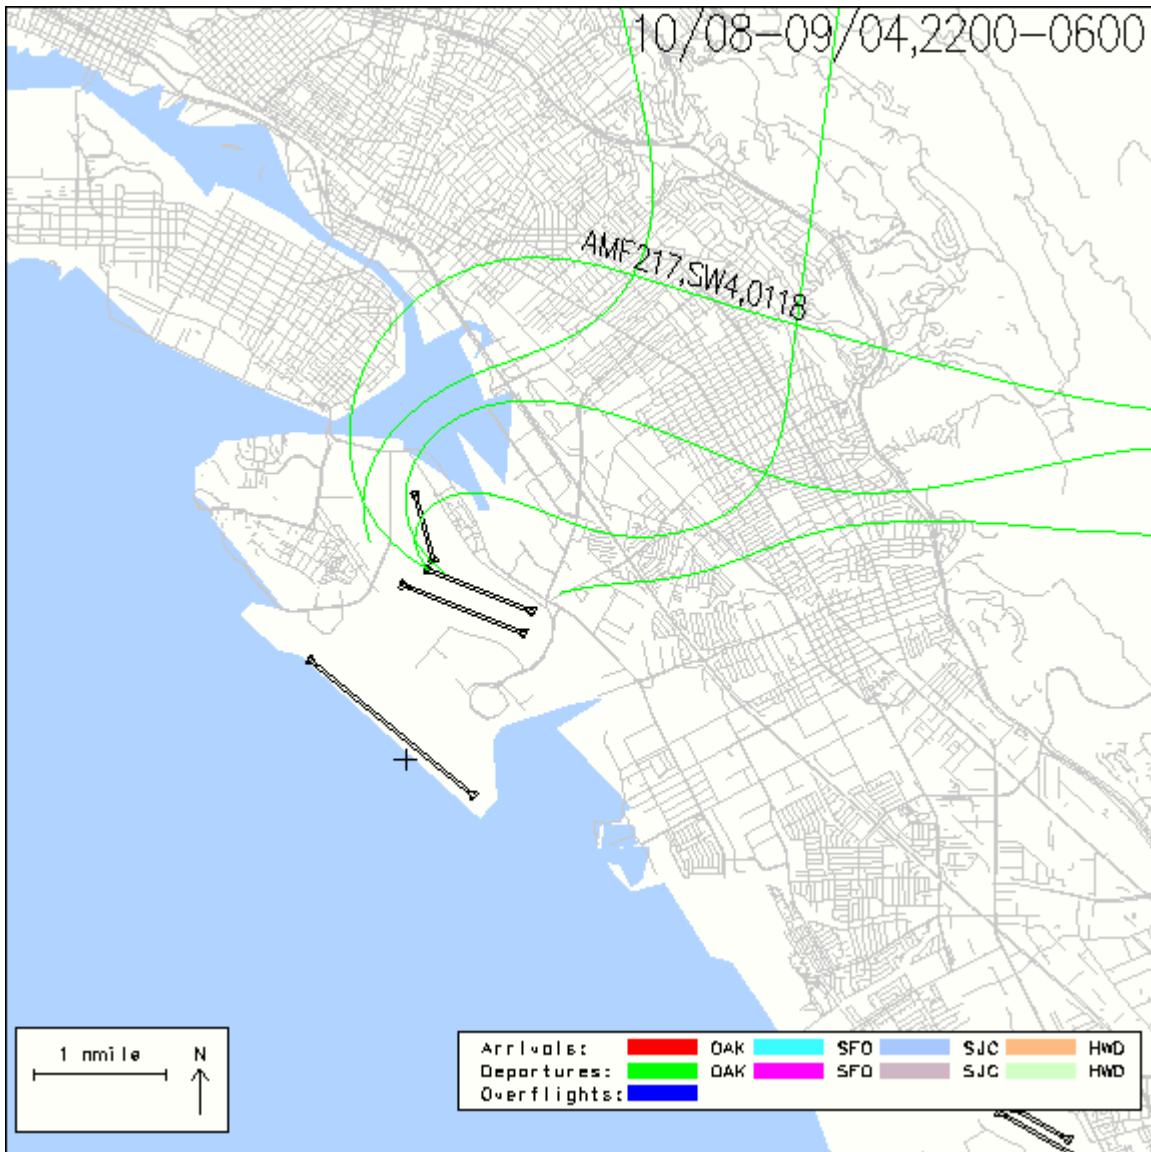 10/08-09/04,2200-0600
AMF217,SW4,0118
1 nmile N
Arrivals: OAK SFO SJC HWD
Departures: OAK SFO SJC HWD
Overflights: